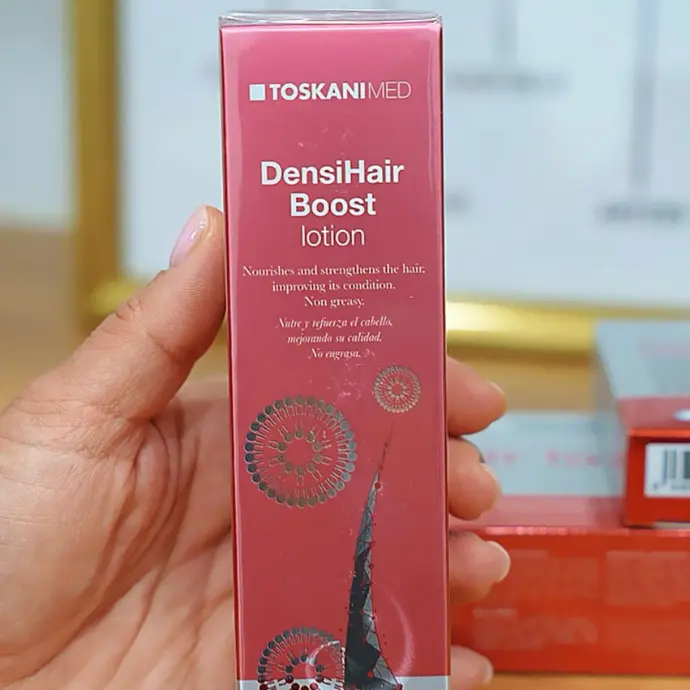 TOSKANIMED
DensiHair
Boost
lotion
Nourishes and strengthens the hair,
improving its condition.
Non greasy.
Nutre y refuerza el cabello,
mejorando su calidad.
No engrasa.